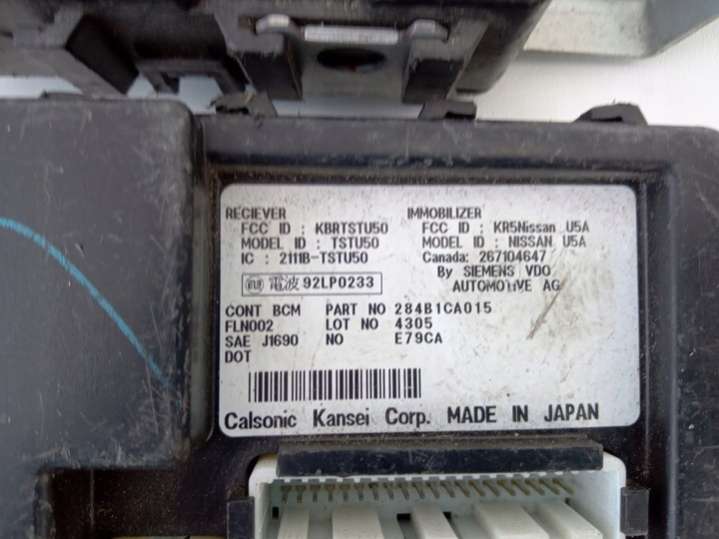 RECIEVER
FCC ID : KBRTSTU50
MODEL ID : TSTU50
IC : 2111B-TSTU50
電波 92LP0233
IMMOBILIZER
FCC ID : KR5Nissan U5A
MODEL ID : NISSAN U5A
Canada: 267104647
By SIEMENS VDO
AUTOMOTIVE AG
CONT BCM PART NO 284B1CA015
FLN002 LOT NO 4305
SAE J1690 NO E79CA
DOT
Calsonic Kansei Corp. MADE IN JAPAN